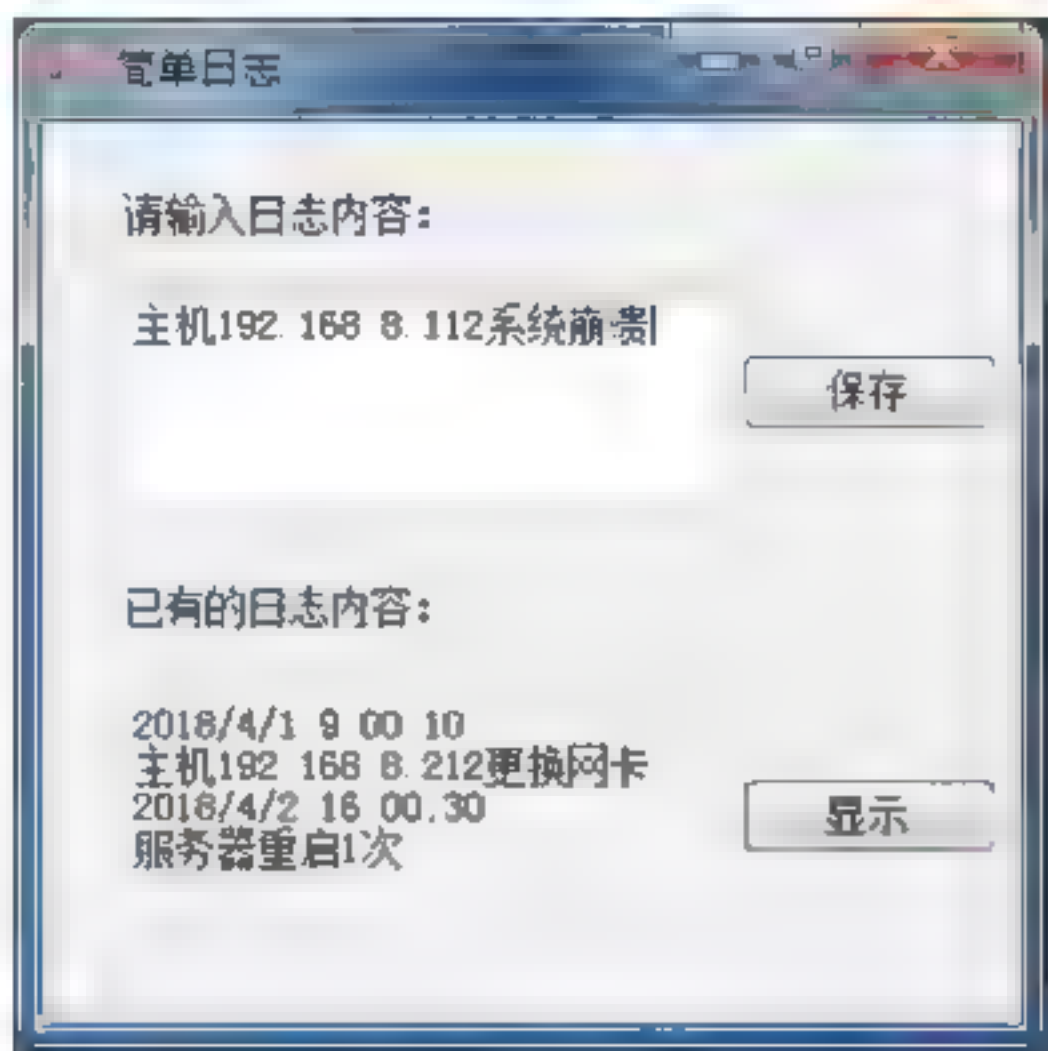 简单日志
请输入日志内容:
主机192.168.8.112系统崩溃
保存
已有的日志内容:
2018/4/1 9:00:10
主机192.168.8.212更换网卡
2018/4/2 16:00:30
服务器重启1次
显示